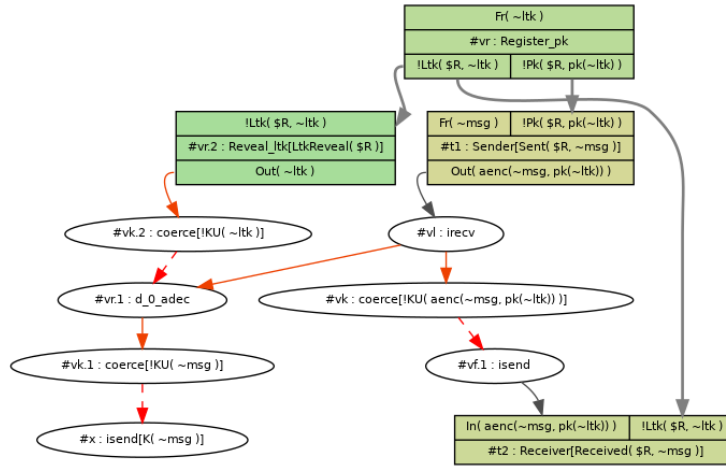 Fr( ~ltk )
#vr : Register_pk
!Ltk( $R, ~ltk ) !Pk( $R, pk(~ltk) )
!Ltk( $R, ~ltk )
#vr.2 : Reveal_ltk[LtkReveal( $R )]
Out( ~ltk )
Fr( ~msg ) !Pk( $R, pk(~ltk) )
#t1 : Sender[Sent( $R, ~msg )]
Out( aenc(~msg, pk(~ltk)) )
#vk.2 : coerce[!KU( ~ltk )]
#vl : irecv
#vr.1 : d_0_adec
#vk : coerce[!KU( aenc(~msg, pk(~ltk)) )]
#vk.1 : coerce[!KU( ~msg )]
#vf.1 : isend
#x : isend[K( ~msg )]
In( aenc(~msg, pk(~ltk)) ) !Ltk( $R, ~ltk )
#t2 : Receiver[Received( $R, ~msg )]